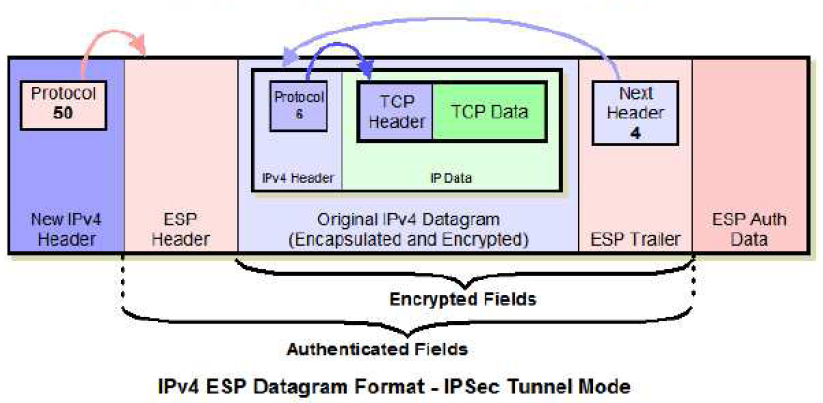 Protocol
50
Protocol
6
TCP
Header
TCP Data
Next
Header
4
IPv4 Header
IP Data
New IPv4
Header
ESP
Header
Original IPv4 Datagram
(Encapsulated and Encrypted)
ESP Trailer
ESP Auth
Data
Encrypted Fields
Authenticated Fields
IPv4 ESP Datagram Format - IPSec Tunnel Mode